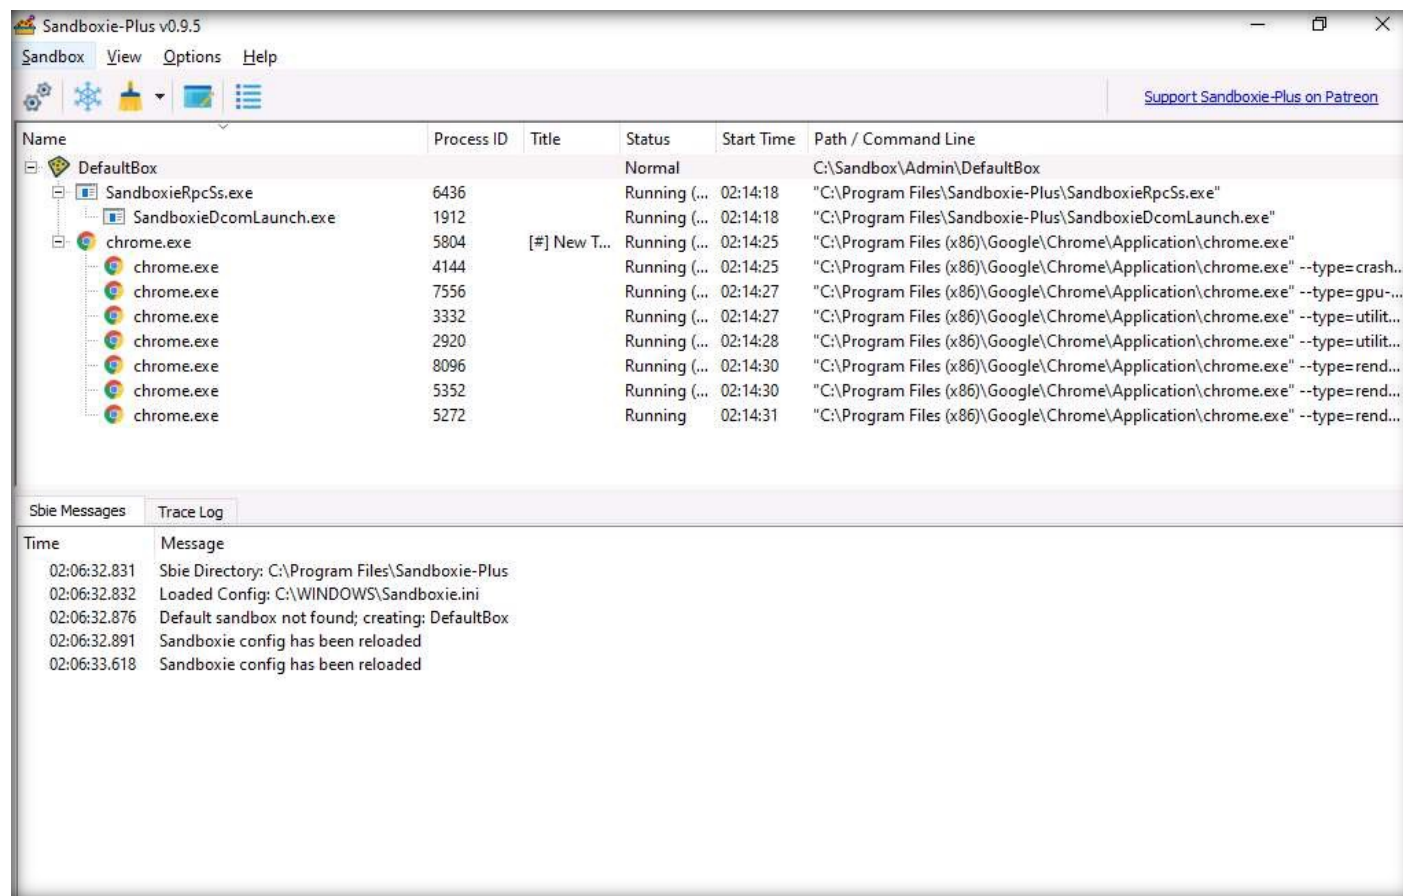 Sandboxie-Plus v0.9.5
Sandbox View Options Help
Support Sandboxie-Plus on Patreon
Name Process ID Title Status Start Time Path / Command Line
DefaultBox Normal C:\Sandbox\Admin\DefaultBox
SandboxieRpcSs.exe 6436 Running (... 02:14:18 "C:\Program Files\Sandboxie-Plus\SandboxieRpcSs.exe"
SandboxieDcomLaunch.exe 1912 Running (... 02:14:18 "C:\Program Files\Sandboxie-Plus\SandboxieDcomLaunch.exe"
chrome.exe 5804 [#] New T... Running (... 02:14:25 "C:\Program Files (x86)\Google\Chrome\Application\chrome.exe"
chrome.exe 4144 Running (... 02:14:25 "C:\Program Files (x86)\Google\Chrome\Application\chrome.exe" --type=crash...
chrome.exe 7556 Running (... 02:14:27 "C:\Program Files (x86)\Google\Chrome\Application\chrome.exe" --type=gpu-...
chrome.exe 3332 Running (... 02:14:27 "C:\Program Files (x86)\Google\Chrome\Application\chrome.exe" --type=utilit...
chrome.exe 2920 Running (... 02:14:28 "C:\Program Files (x86)\Google\Chrome\Application\chrome.exe" --type=utilit...
chrome.exe 8096 Running (... 02:14:30 "C:\Program Files (x86)\Google\Chrome\Application\chrome.exe" --type=rend...
chrome.exe 5352 Running (... 02:14:30 "C:\Program Files (x86)\Google\Chrome\Application\chrome.exe" --type=rend...
chrome.exe 5272 Running 02:14:31 "C:\Program Files (x86)\Google\Chrome\Application\chrome.exe" --type=rend...
Sbie Messages Trace Log
Time Message
02:06:32.831 Sbie Directory: C:\Program Files\Sandboxie-Plus
02:06:32.832 Loaded Config: C:\WINDOWS\Sandboxie.ini
02:06:32.876 Default sandbox not found; creating: DefaultBox
02:06:32.891 Sandboxie config has been reloaded
02:06:33.618 Sandboxie config has been reloaded